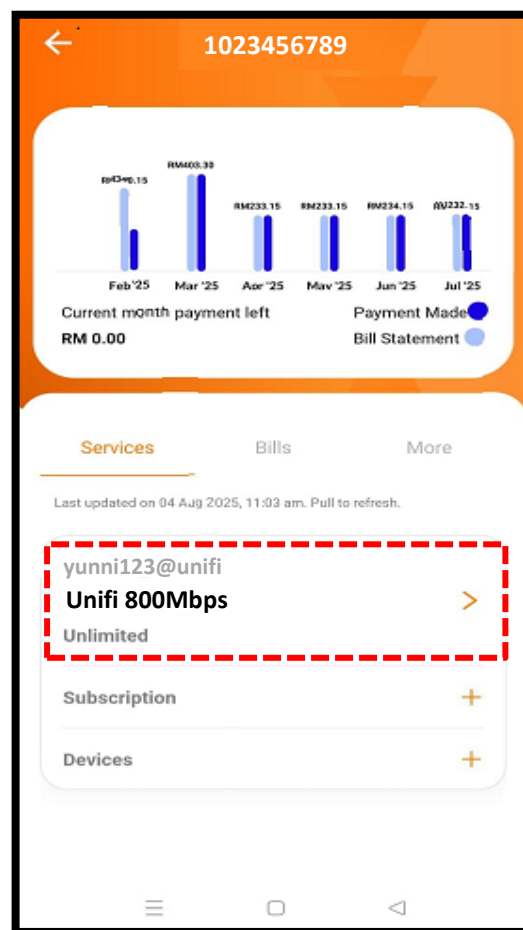 1023456789
RM403.30
RM233.15 RM233.15 RM234.15
Feb'25 Mar '25 Apr '25 May '25 Jun '25 Jul '25
Current month payment left Payment Made
RM 0.00 Bill Statement
Services Bills More
Last updated on 04 Aug 2025, 11:03 am. Pull to refresh.
yunni123@unifi
Unifi 800Mbps
Unlimited
Subscription
Devices